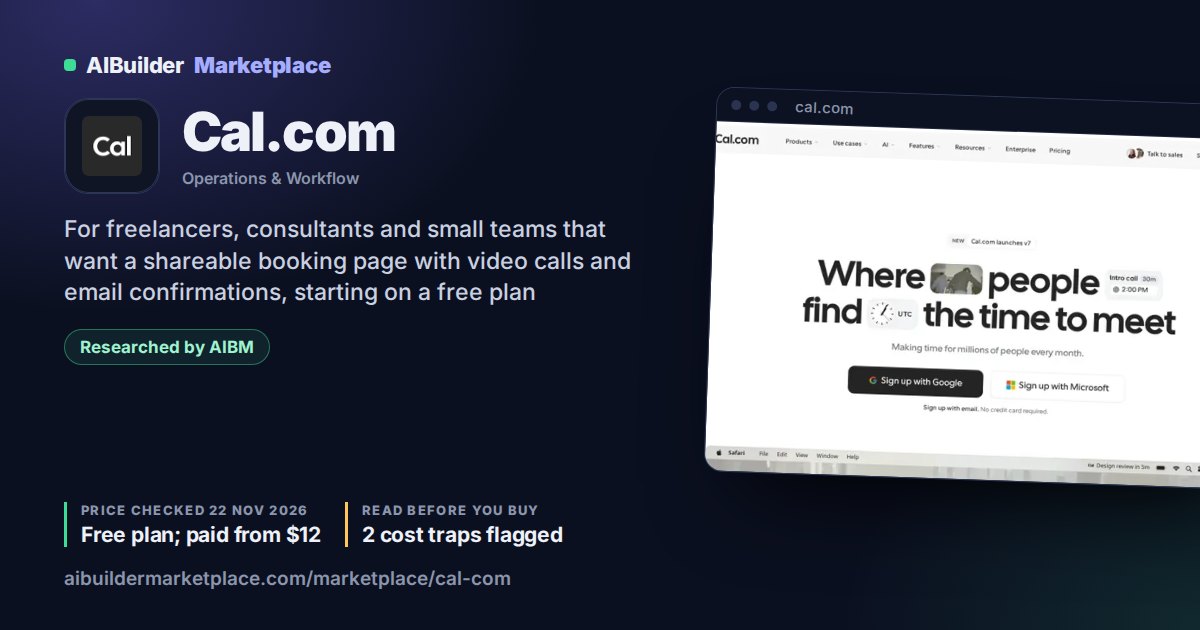 AIBuilder Marketplace
Cal
Cal.com
Operations & Workflow
For freelancers, consultants and small teams that
want a shareable booking page with video calls and
email confirmations, starting on a free plan
Researched by AIBM
PRICE CHECKED 22 NOV 2026
Free plan; paid from $12
READ BEFORE YOU BUY
2 cost traps flagged
aibuildermarketplace.com/marketplace/cal-com
cal.com
Cal.com Products Use cases AI Features Resources Enterprise Pricing Talk to sales
NEW Cal.com launches v7
Where people
Intro call 30m
2:00 PM
find UTC the time to meet
Making time for millions of people every month.
Sign up with Google
Sign up with Microsoft
Sign up with email. No credit card required.
Safari File Edit View Window Help
Design review in 5m